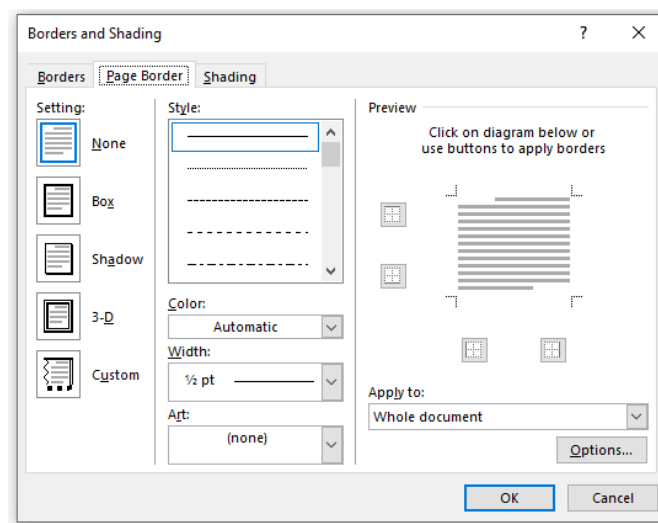 Borders and Shading
?
Borders
Page Border
Shading
Setting:
None
Box
Shadow
3-D
Custom
Style:
Color:
Automatic
Width:
½ pt
Art:
(none)
Preview
Click on diagram below or
use buttons to apply borders
Apply to:
Whole document
Options...
OK
Cancel